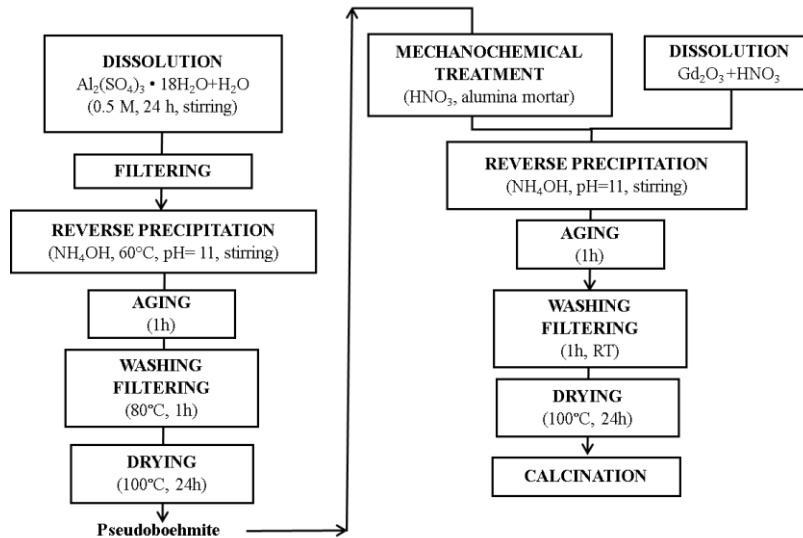 DISSOLUTION
Al₂(SO₄)₃ • 18H₂O+H₂O
(0.5 M, 24 h, stirring)
FILTERING
REVERSE PRECIPITATION
(NH₄OH, 60°C, pH= 11, stirring)
AGING
(1h)
WASHING
FILTERING
(80°C, 1h)
DRYING
(100°C, 24h)
Pseudoboehmite
MECHANOCHEMICAL
TREATMENT
(HNO₃, alumina mortar)
DISSOLUTION
Gd₂O₃+HNO₃
REVERSE PRECIPITATION
(NH₄OH, pH=11, stirring)
AGING
(1h)
WASHING
FILTERING
(1h, RT)
DRYING
(100°C, 24h)
CALCINATION